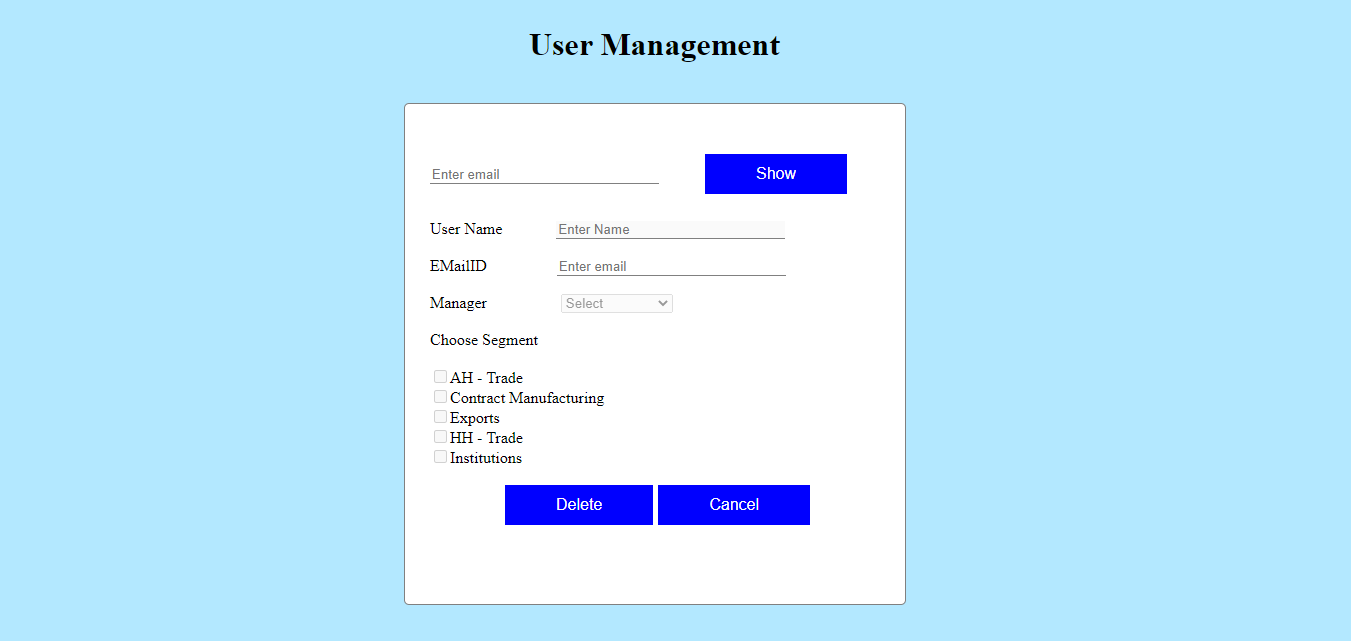 User Management
Enter email Show
User Name Enter Name
EMailID Enter email
Manager Select
Choose Segment
AH - Trade
Contract Manufacturing
Exports
HH - Trade
Institutions
Delete Cancel